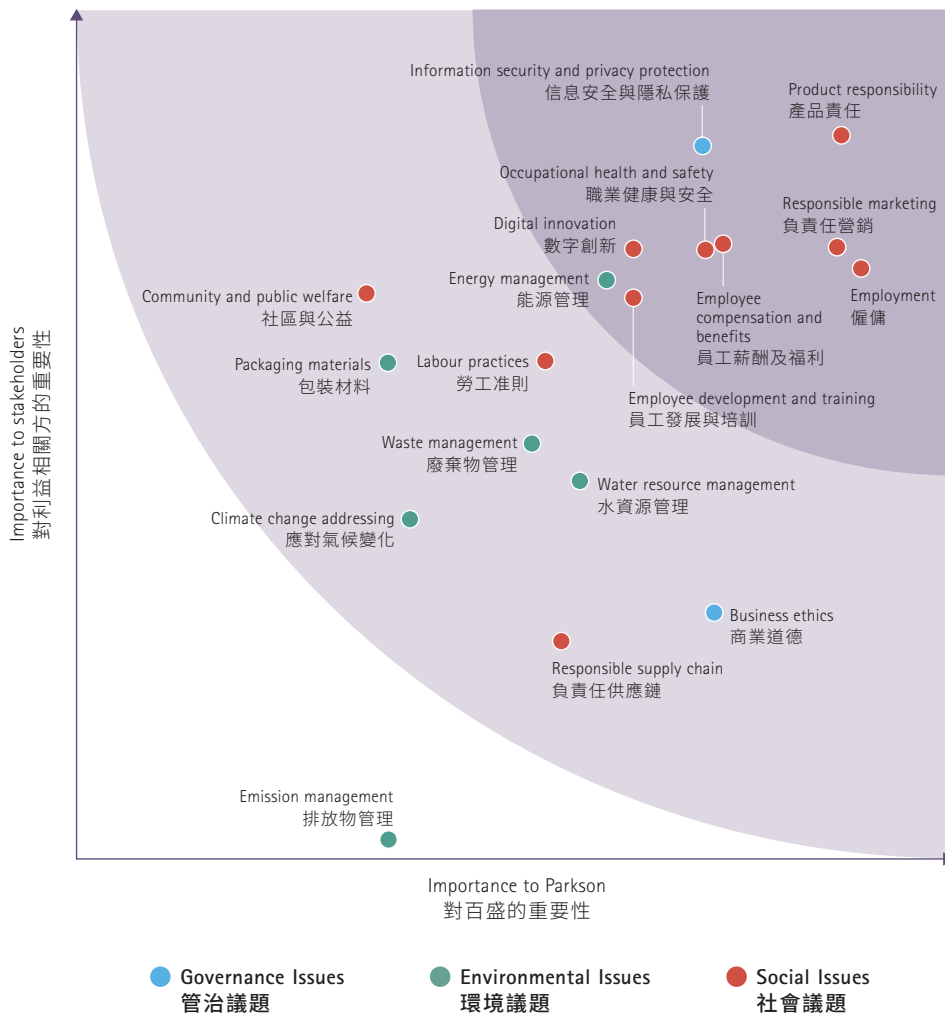 Information security and privacy protection
信息安全與隱私保護
Product responsibility
產品責任
Occupational health and safety
職業健康與安全
Responsible marketing
負責任營銷
Digital innovation
數字創新
Energy management
能源管理
Community and public welfare
社區與公益
Employee
compensation and
benefits
員工薪酬及福利
Employment
僱傭
Packaging materials
包裝材料
Labour practices
勞工准則
Employee development and training
員工發展與培訓
Waste management
廢棄物管理
Water resource management
水資源管理
Climate change addressing
應對氣候變化
Business ethics
商業道德
Responsible supply chain
負責任供應鏈
Emission management
排放物管理
Importance to stakeholders
對利益相關方的重要性
Importance to Parkson
對百盛的重要性
Governance Issues
管治議題
Environmental Issues
環境議題
Social Issues
社會議題